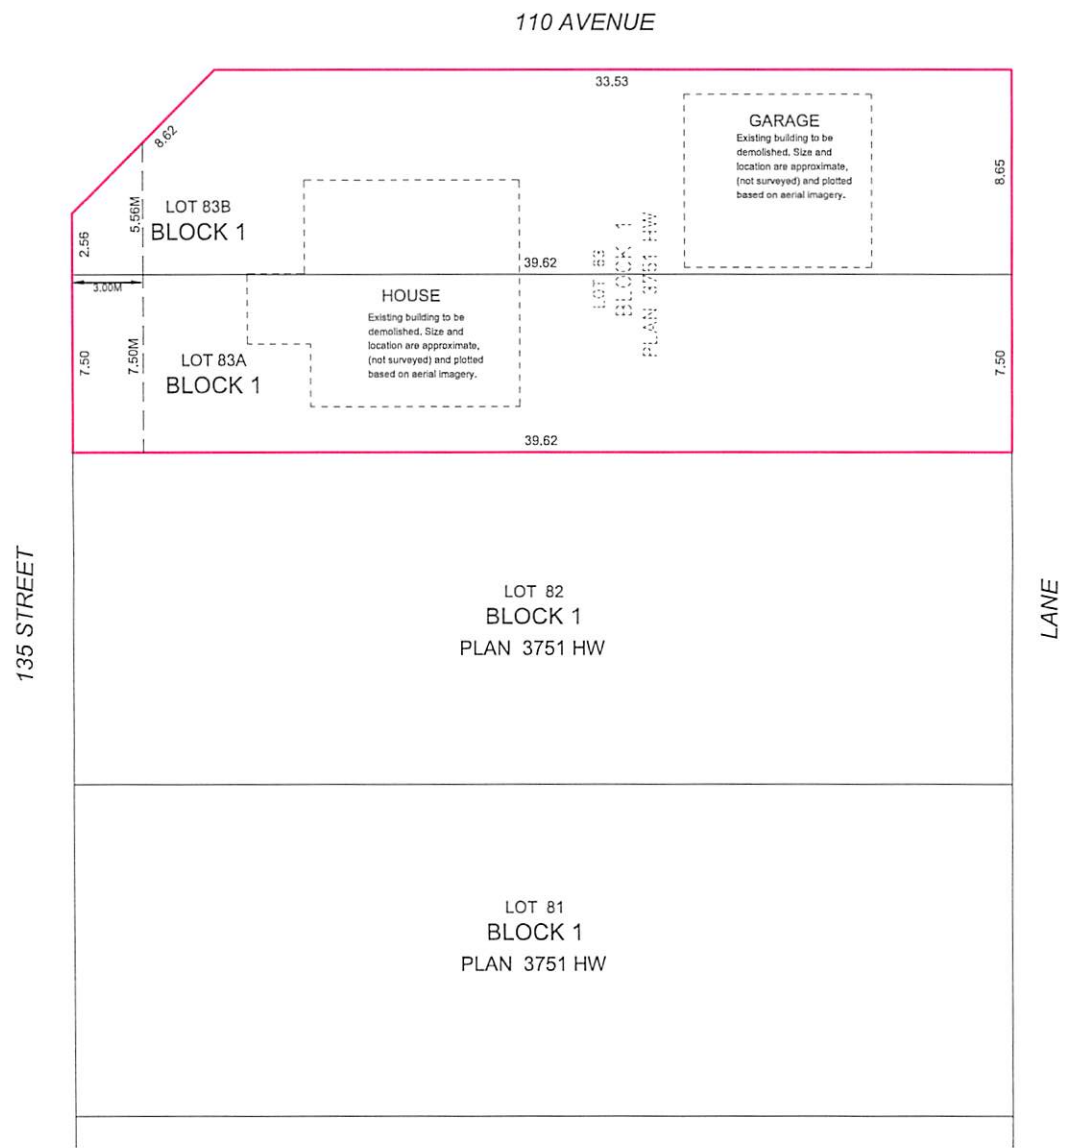 110 AVENUE
33.53
8.62
GARAGE
Existing building to be
demolished. Size and
location are approximate,
(not surveyed) and plotted
based on aerial imagery.
8.65
LOT 83B
BLOCK 1
5.56M
2.56
39.62
3.00M
LOT 83
BLOCK 1
PLAN 3751 HW
HOUSE
Existing building to be
demolished. Size and
location are approximate,
(not surveyed) and plotted
based on aerial imagery.
7.50
7.50M
LOT 83A
BLOCK 1
7.50
39.62
135 STREET
LOT 82
BLOCK 1
PLAN 3751 HW
LANE
LOT 81
BLOCK 1
PLAN 3751 HW